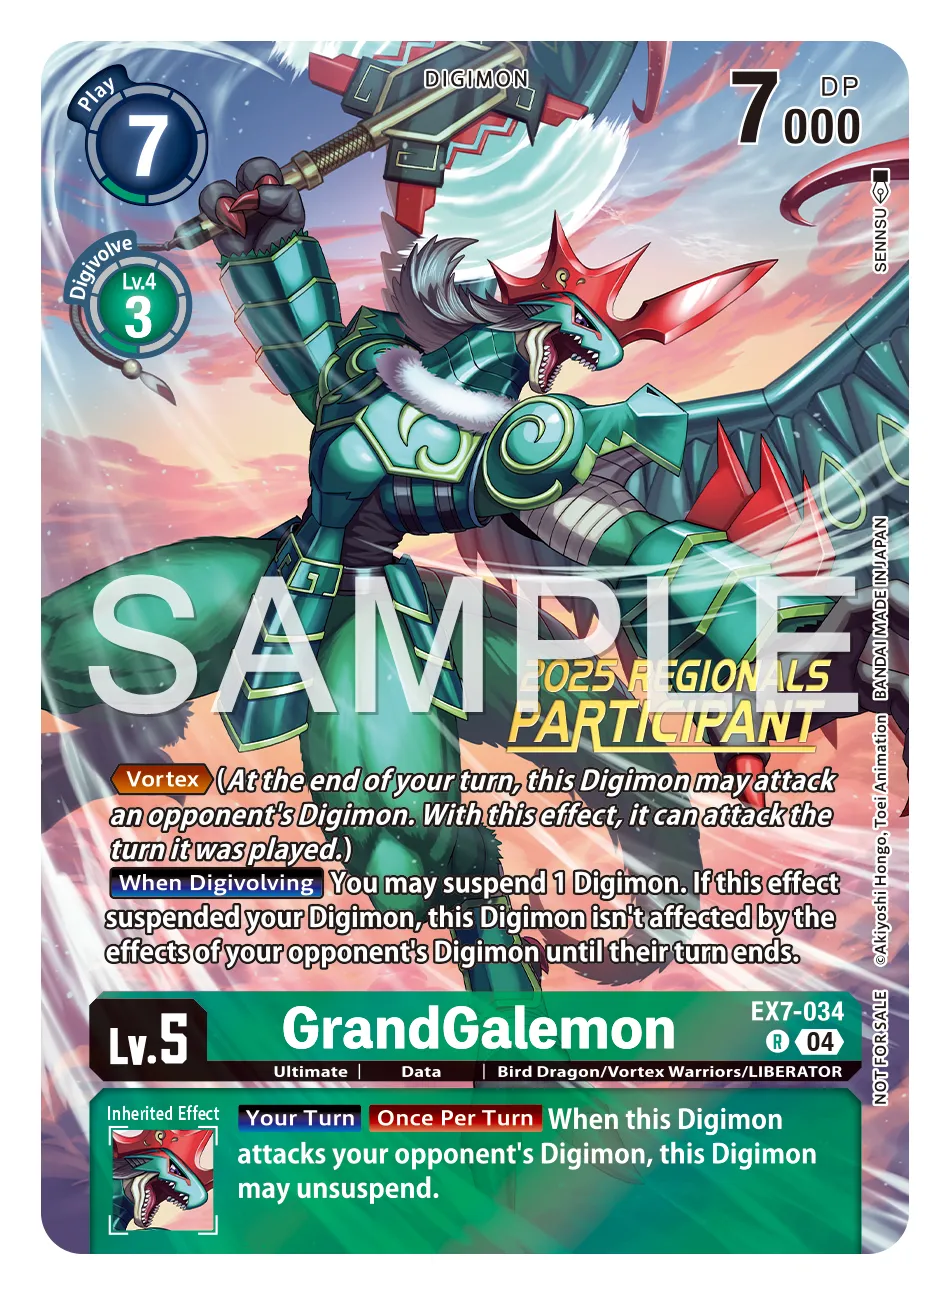 Play
7
DIGIMON
7000
DP
Digivolve
Lv.4
3
SENNSU
SAMPLE
2025 REGIONALS
PARTICIPANT
Vortex (At the end of your turn, this Digimon may attack
an opponent's Digimon. With this effect, it can attack the
turn it was played.)
When Digivolving You may suspend 1 Digimon. If this effect
suspended your Digimon, this Digimon isn't affected by the
effects of your opponent's Digimon until their turn ends.
©Akiyoshi Hongo, Toei Animation BANDAI MADE IN JAPAN
NOT FOR SALE
Lv.5
GrandGalemon
EX7-034
R 04
Ultimate | Data | Bird Dragon/Vortex Warriors/LIBERATOR
Inherited Effect
Your Turn Once Per Turn When this Digimon
attacks your opponent's Digimon, this Digimon
may unsuspend.